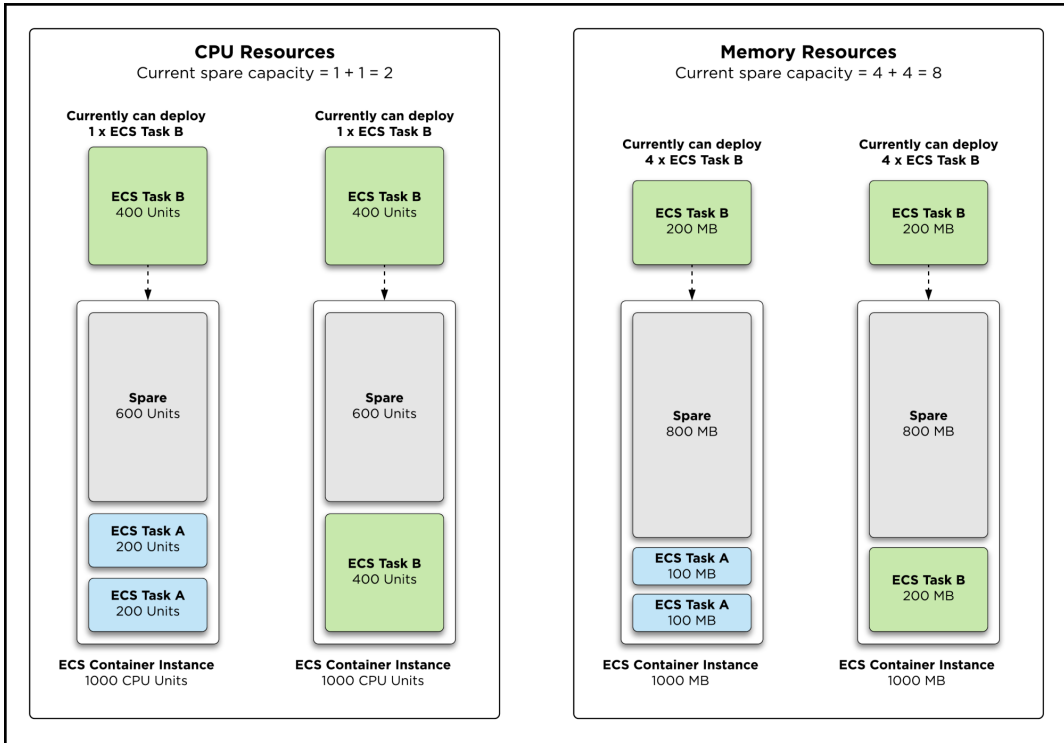 CPU Resources
Current spare capacity = 1 + 1 = 2
Currently can deploy
1 x ECS Task B
ECS Task B
400 Units
Spare
600 Units
ECS Task A
200 Units
ECS Task A
200 Units
ECS Container Instance
1000 CPU Units
Currently can deploy
1 x ECS Task B
ECS Task B
400 Units
Spare
600 Units
ECS Task B
400 Units
ECS Container Instance
1000 CPU Units
Memory Resources
Current spare capacity = 4 + 4 = 8
Currently can deploy
4 x ECS Task B
ECS Task B
200 MB
Spare
800 MB
ECS Task A
100 MB
ECS Task A
100 MB
ECS Container Instance
1000 MB
Currently can deploy
4 x ECS Task B
ECS Task B
200 MB
Spare
800 MB
ECS Task B
200 MB
ECS Container Instance
1000 MB